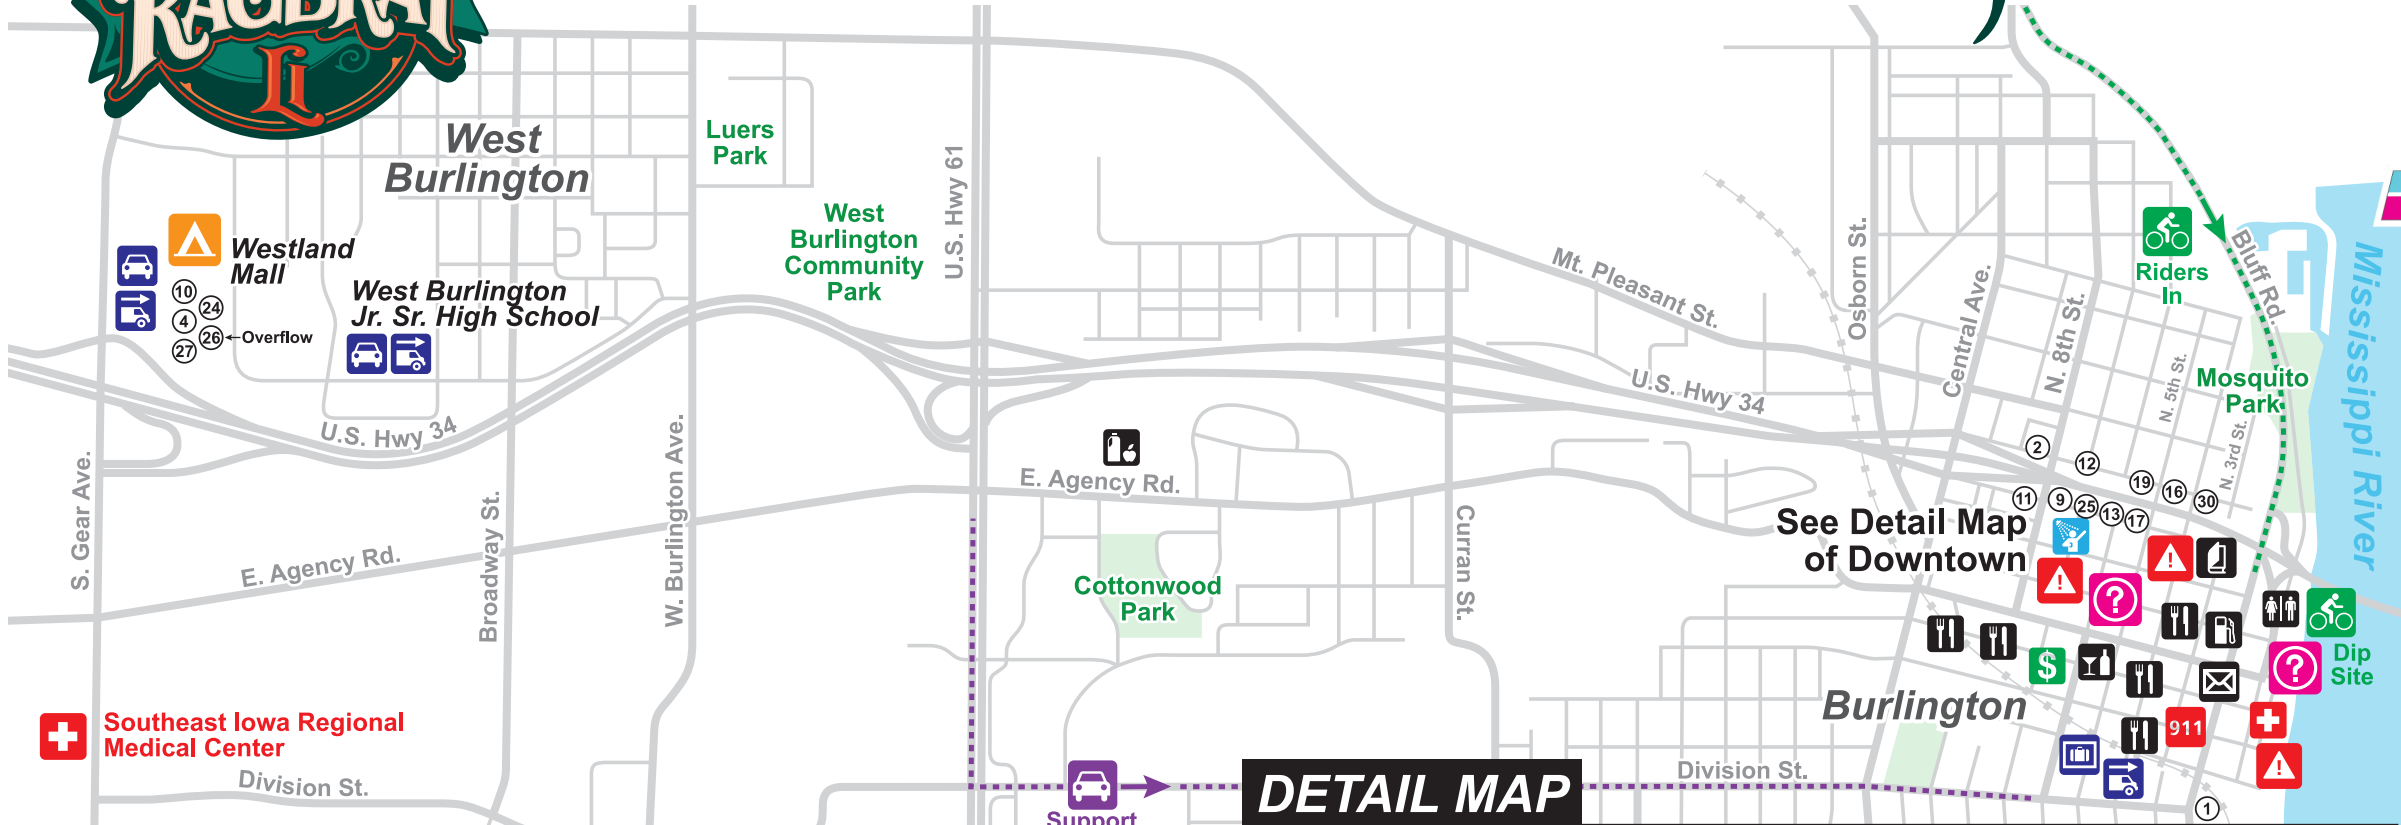 RAGBRAI
LI
West
Burlington
Luers
Park
West
Burlington
Community
Park
U.S. Hwy 61
Westland
Mall
10
24
4
26
Overflow
27
West Burlington
Jr. Sr. High School
U.S. Hwy 34
S. Gear Ave.
E. Agency Rd.
Broadway St.
W. Burlington Ave.
Southeast Iowa Regional
Medical Center
Division St.
E. Agency Rd.
Cottonwood
Park
Curran St.
Mt. Pleasant St.
U.S. Hwy 34
Osborn St.
Central Ave.
N. 8th St.
N. 5th St.
N. 3rd St.
Riders
In
Bluff Rd.
Mosquito
Park
Mississippi River
2
12
19
16
30
11
9
25
13
17
See Detail Map
of Downtown
!
!
?
?
$
Dip
Site
Burlington
911
!
1
Division St.
DETAIL MAP
Support